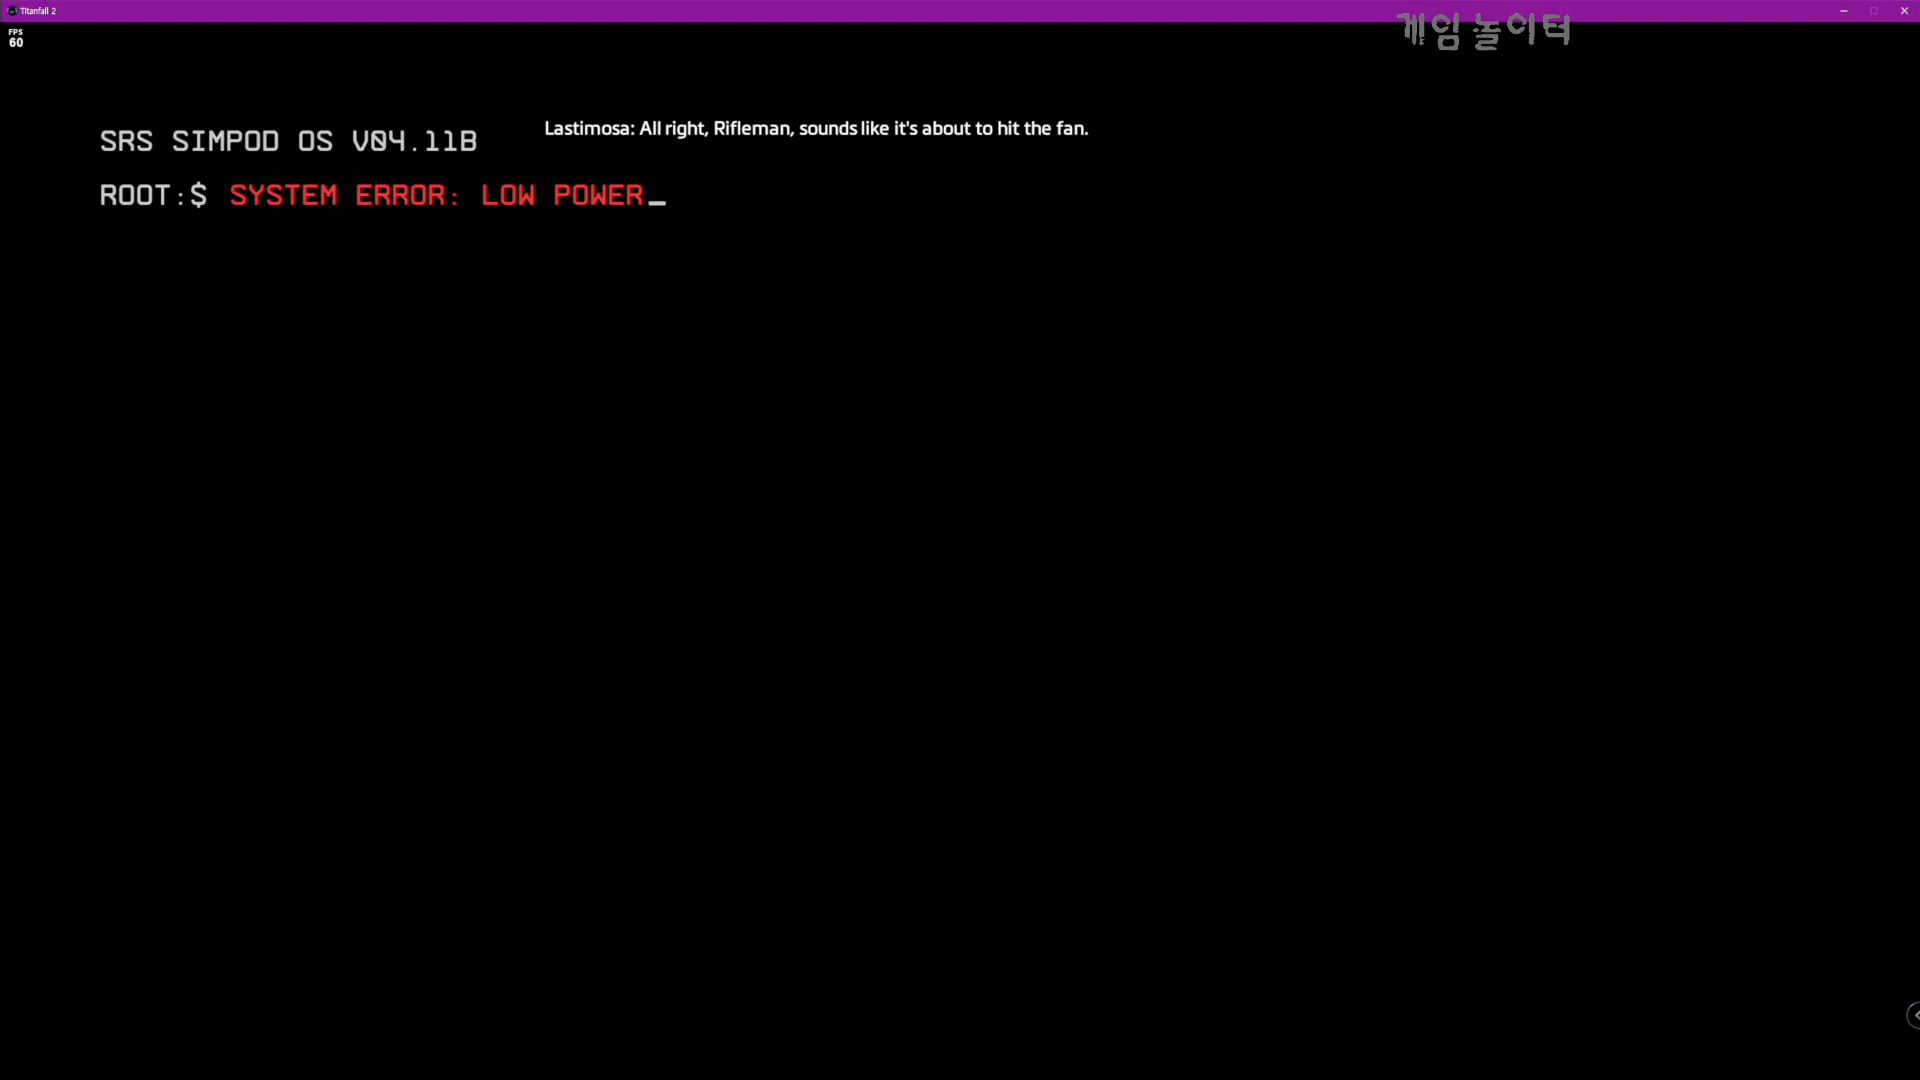 Titanfall 2
FPS
60
게임 놀이터
Lastimosa: All right, Rifleman, sounds like it's about to hit the fan.
SRS SIMPOD OS V04.11B
ROOT:$ SYSTEM ERROR: LOW POWER_